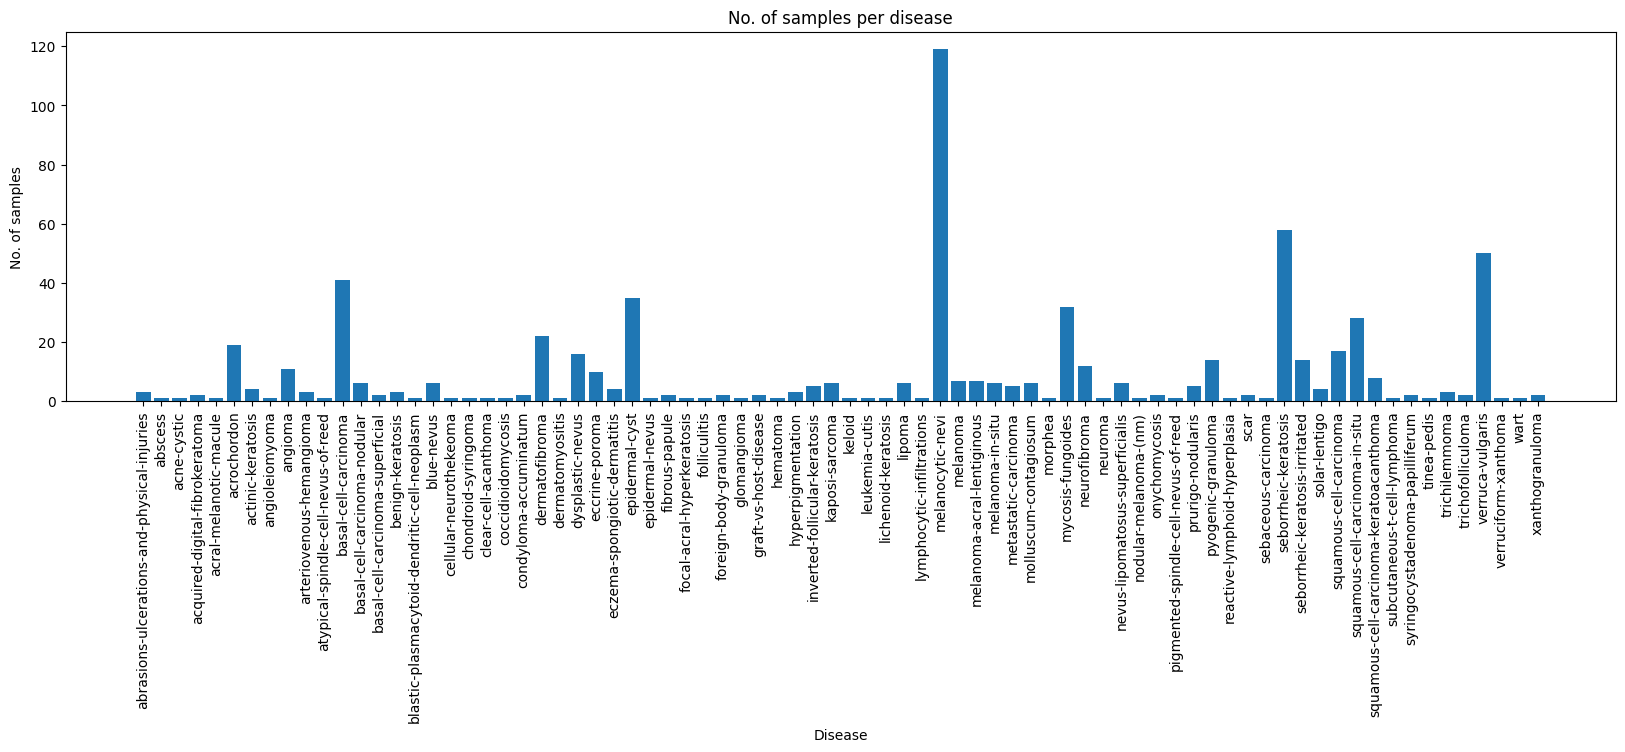 No. of samples per disease
No. of samples
120
100
80
60
40
20
0
abrasions-ulcerations-and-physical-injuries
abscess
acne-cystic
acquired-digital-fibrokeratoma
acral-melanotic-macule
acrochordon
actinic-keratosis
angioleiomyoma
angioma
arteriovenous-hemangioma
atypical-spindle-cell-nevus-of-reed
basal-cell-carcinoma
basal-cell-carcinoma-nodular
basal-cell-carcinoma-superficial
benign-keratosis
blastic-plasmacytoid-dendritic-cell-neoplasm
blue-nevus
cellular-neurothekeoma
chondroid-syringoma
clear-cell-acanthoma
coccidioidomycosis
condyloma-accuminatum
dermatofibroma
dermatomyositis
dysplastic-nevus
eccrine-poroma
eczema-spongiotic-dermatitis
epidermal-cyst
epidermal-nevus
fibrous-papule
focal-acral-hyperkeratosis
folliculitis
foreign-body-granuloma
glomangioma
graft-vs-host-disease
hematoma
hyperpigmentation
inverted-follicular-keratosis
kaposi-sarcoma
keloid
leukemia-cutis
lichenoid-keratosis
lipoma
lymphocytic-infiltrations
melanocytic-nevi
melanoma
melanoma-acral-lentiginous
melanoma-in-situ
metastatic-carcinoma
molluscum-contagiosum
morphea
mycosis-fungoides
neurofibroma
neuroma
nevus-lipomatosus-superficialis
nodular-melanoma-(nm)
onychomycosis
pigmented-spindle-cell-nevus-of-reed
prurigo-nodularis
pyogenic-granuloma
reactive-lymphoid-hyperplasia
scar
sebaceous-carcinoma
seborrheic-keratosis
seborrheic-keratosis-irritated
solar-lentigo
squamous-cell-carcinoma
squamous-cell-carcinoma-in-situ
squamous-cell-carcinoma-keratoacanthoma
subcutaneous-t-cell-lymphoma
syringocystadenoma-papilliferum
tinea-pedis
trichilemmoma
trichofolliculoma
verruca-vulgaris
verruciform-xanthoma
wart
xanthogranuloma
Disease